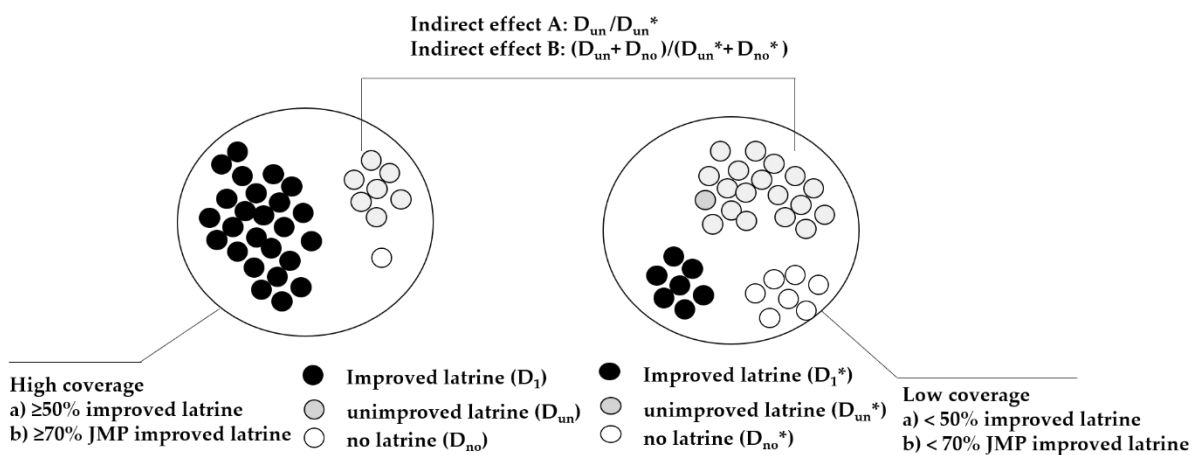 Indirect effect A: Dun/Dun*
Indirect effect B: (Dun+ Dno)/(Dun*+ Dno*)
High coverage
a) ≥50% improved latrine
b) ≥70% JMP improved latrine
Improved latrine (D1)
unimproved latrine (Dun)
no latrine (Dno)
Improved latrine (D1*)
unimproved latrine (Dun*)
no latrine (Dno*)
Low coverage
a) < 50% improved latrine
b) < 70% JMP improved latrine